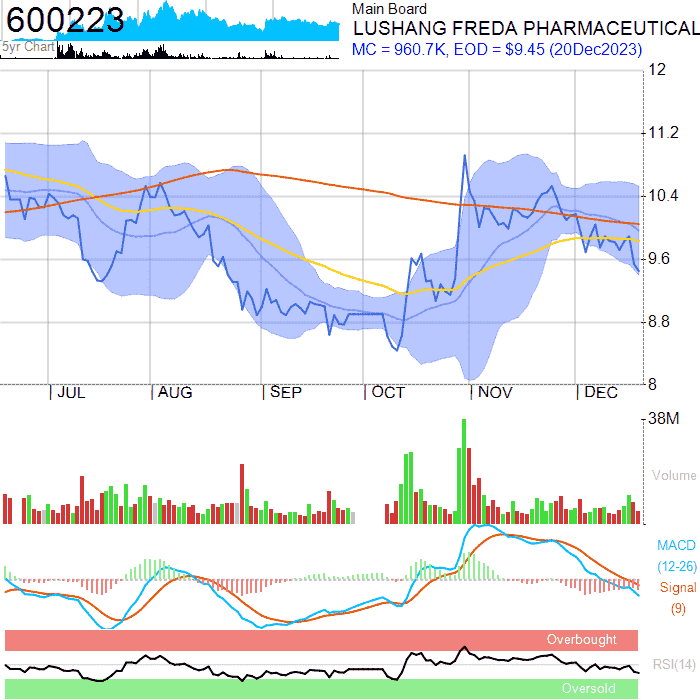 600223
5yr Chart
Main Board
LUSHANG FREDA PHARMACEUTICAL
MC = 960.7K, EOD = $9.45 (20Dec2023)
12
11.2
10.4
9.6
8.8
8
JUL
AUG
SEP
OCT
NOV
DEC
38M
Volume
MACD
(12-26)
Signal
(9)
Overbought
RSI(14)
Oversold